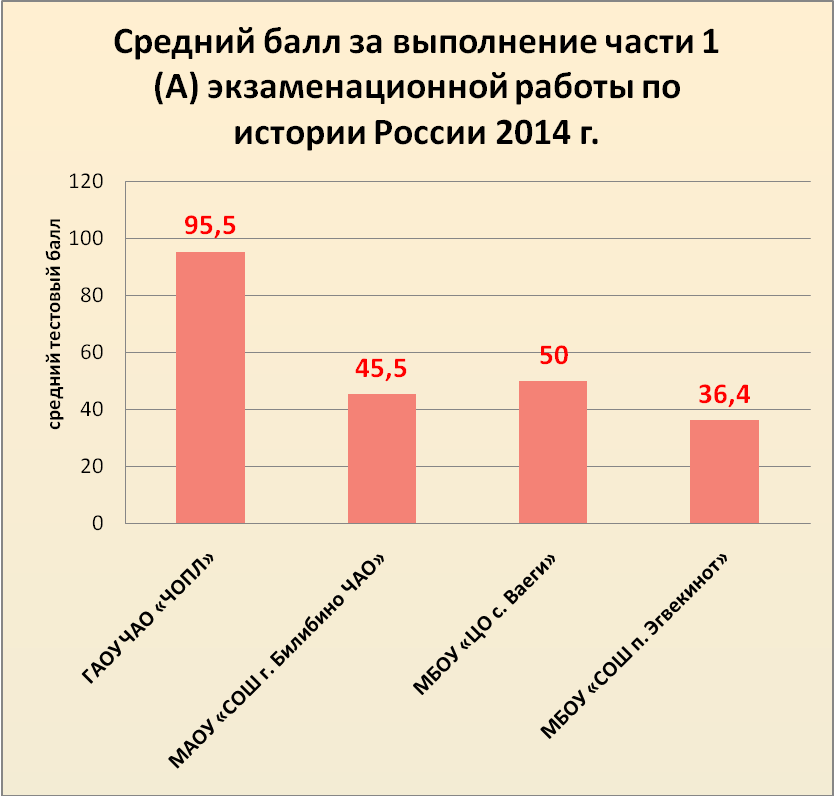 Средний балл за выполнение части 1
(А) экзаменационной работы по
истории России 2014 г.
средний тестовый балл
120
100
80
60
40
20
0
95,5
45,5
50
36,4
ГАОУ ЧАО «ЧОПЛ»
МАОУ «СОШ г. Билибино ЧАО»
МБОУ «ЦО с. Ваеги»
МБОУ «СОШ п. Эгвекинот»